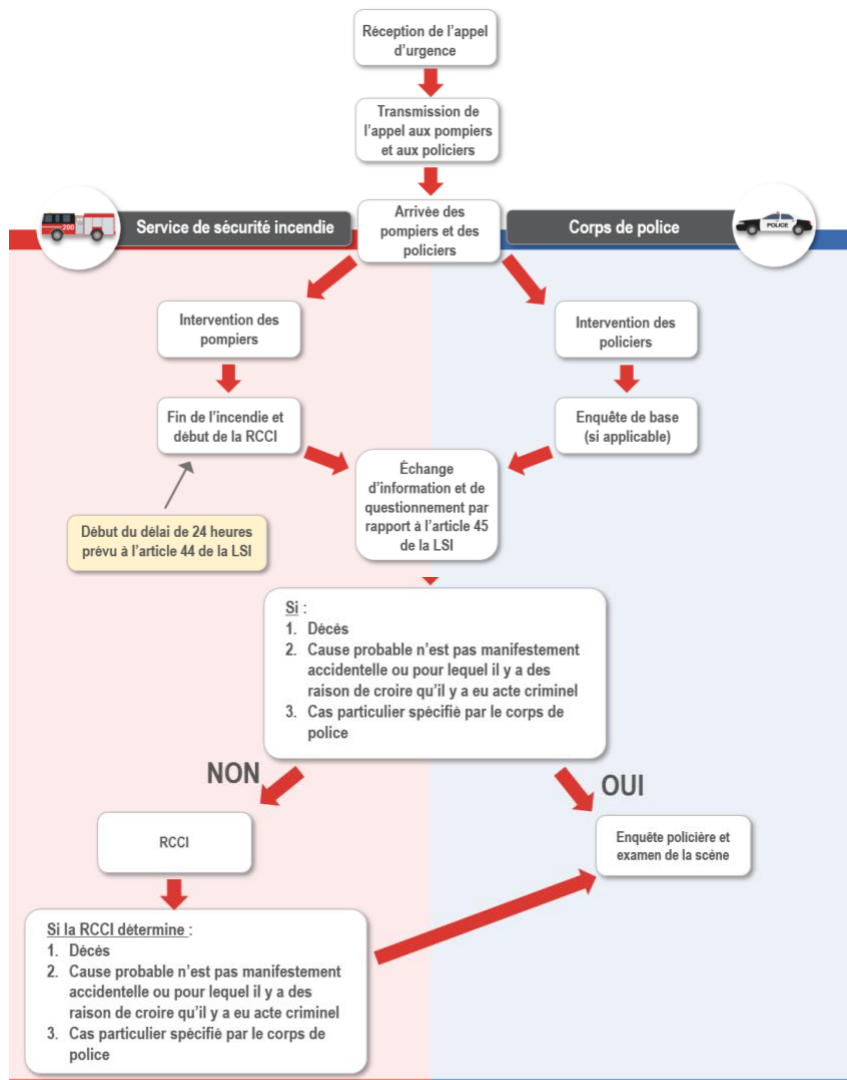 Réception de l'appel
d'urgence
Transmission de
l'appel aux pompiers
et aux policiers
Service de sécurité incendie
Arrivée des
pompiers et des
policiers
Corps de police
200
POLICE
Intervention des
pompiers
Intervention des
policiers
Fin de l'incendie et
début de la RCCI
Enquête de base
(si applicable)
Échange
d'information et de
questionnement par
rapport à l'article 45
de la LSI
Début du délai de 24 heures
prévu à l'article 44 de la LSI
Si :
1. Décès
2. Cause probable n'est pas manifestement
accidentelle ou pour lequel il y a des
raison de croire qu'il y a eu acte criminel
3. Cas particulier spécifié par le corps de
police
NON
OUI
RCCI
Enquête policière et
examen de la scène
Si la RCCI détermine :
1. Décès
2. Cause probable n'est pas manifestement
accidentelle ou pour lequel il y a des
raison de croire qu'il y a eu acte criminel
3. Cas particulier spécifié par le corps de
police